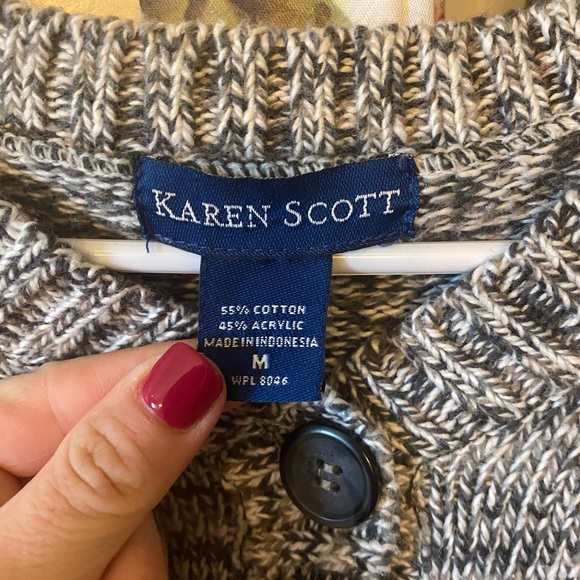 KAREN SCOTT
55% COTTON
45% ACRYLIC
MADE IN INDONESIA
M
WPL 8046